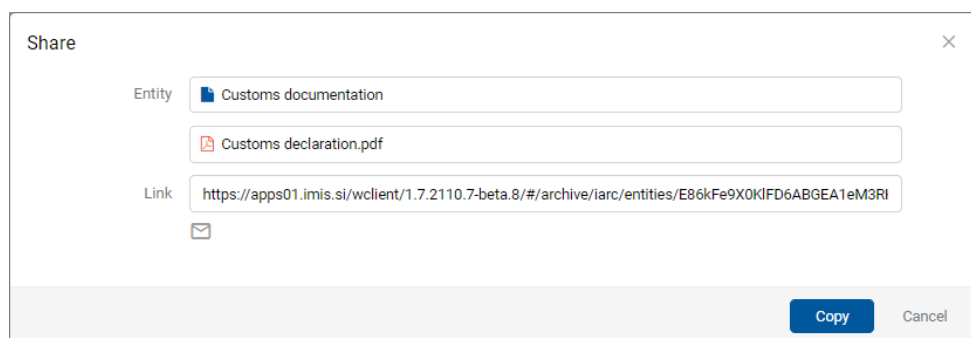 Share
Entity
Customs documentation
Customs declaration.pdf
Link
https://apps01.imis.si/wclient/1.7.2110.7-beta.8/#/archive/iarc/entities/E86kFe9X0KlFD6ABGEA1eM3R
Copy
Cancel